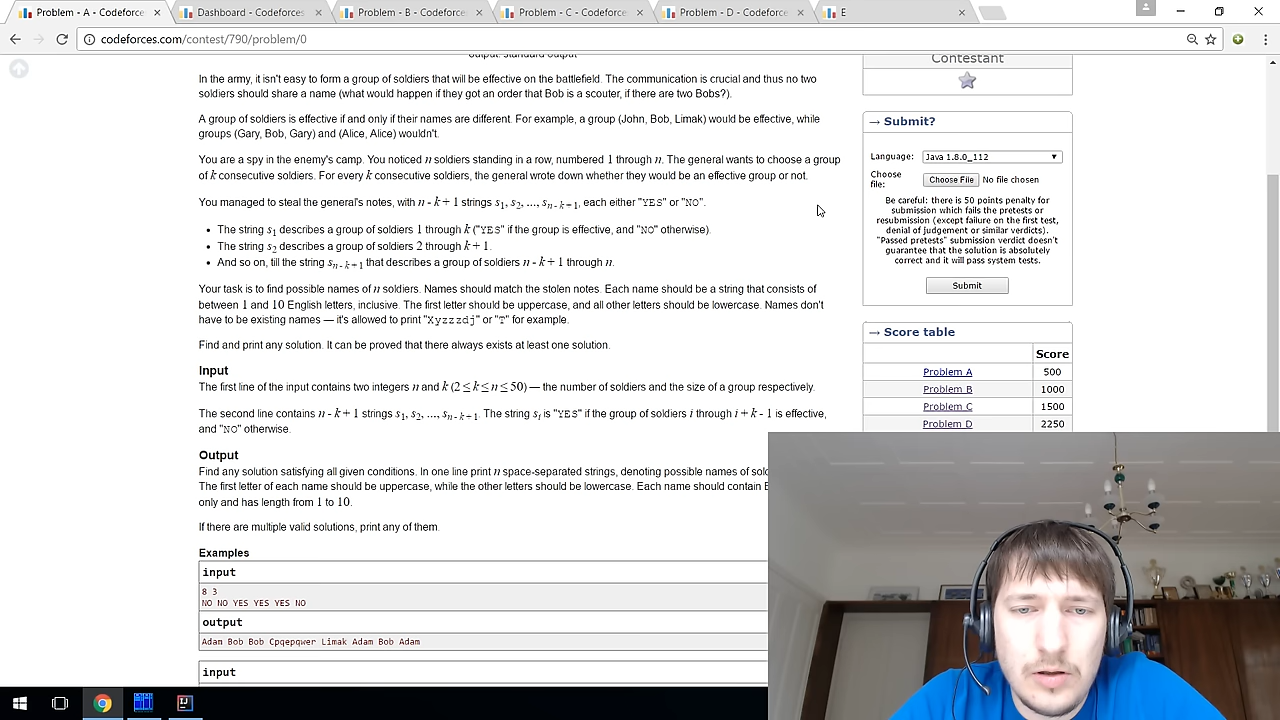 Problem - A - Codeforces
Dashboard - Codeforces
Problem - B - Codeforces
Problem - C - Codeforces
Problem - D - Codeforces
E
codeforces.com/contest/790/problem/0
Output: standard output
In the army, it isn't easy to form a group of soldiers that will be effective on the battlefield. The communication is crucial and thus no two
soldiers should share a name (what would happen if they got an order that Bob is a scouter, if there are two Bobs?).
A group of soldiers is effective if and only if their names are different. For example, a group (John, Bob, Limak) would be effective, while
groups (Gary, Bob, Gary) and (Alice, Alice) wouldn't.
You are a spy in the enemy's camp. You noticed n soldiers standing in a row, numbered 1 through n. The general wants to choose a group
of k consecutive soldiers. For every k consecutive soldiers, the general wrote down whether they would be an effective group or not.
You managed to steal the general's notes, with n - k + 1 strings s1, s2, ..., sn - k + 1, each either "YES" or "NO".
• The string s1 describes a group of soldiers 1 through k ("YES" if the group is effective, and "NO" otherwise).
• The string s2 describes a group of soldiers 2 through k + 1.
• And so on, till the string sn - k + 1 that describes a group of soldiers n - k + 1 through n.
Your task is to find possible names of n soldiers. Names should match the stolen notes. Each name should be a string that consists of
between 1 and 10 English letters, inclusive. The first letter should be uppercase, and all other letters should be lowercase. Names don't
have to be existing names — it's allowed to print "Xyzzzdj" or "T" for example.
Find and print any solution. It can be proved that there always exists at least one solution.
Input
The first line of the input contains two integers n and k (2 ≤ k ≤ n ≤ 50) — the number of soldiers and the size of a group respectively.
The second line contains n - k + 1 strings s1, s2, ..., sn - k + 1. The string si is "YES" if the group of soldiers i through i + k - 1 is effective,
and "NO" otherwise.
Output
Find any solution satisfying all given conditions. In one line print n space-separated strings, denoting possible names of
The first letter of each name should be uppercase, while the other letters should be lowercase. Each name should contain
only and has length from 1 to 10.
If there are multiple valid solutions, print any of them.
Examples
input
8 3
NO NO YES YES YES NO
output
Adam Bob Bob Cpqepqwer Limak Adam Bob Adam
input
Contestant
→ Submit?
Language: Java 1.8.0_112
Choose
file: Choose File No file chosen
Be careful: there is 50 points penalty for
submission which fails the pretests or
resubmission (except failure on the first test,
denial of judgement or similar verdicts).
"Passed pretests" submission verdict doesn't
guarantee that the solution is absolutely
correct and it will pass system tests.
Submit
→ Score table
Score
Problem A 500
Problem B 1000
Problem C 1500
Problem D 2250